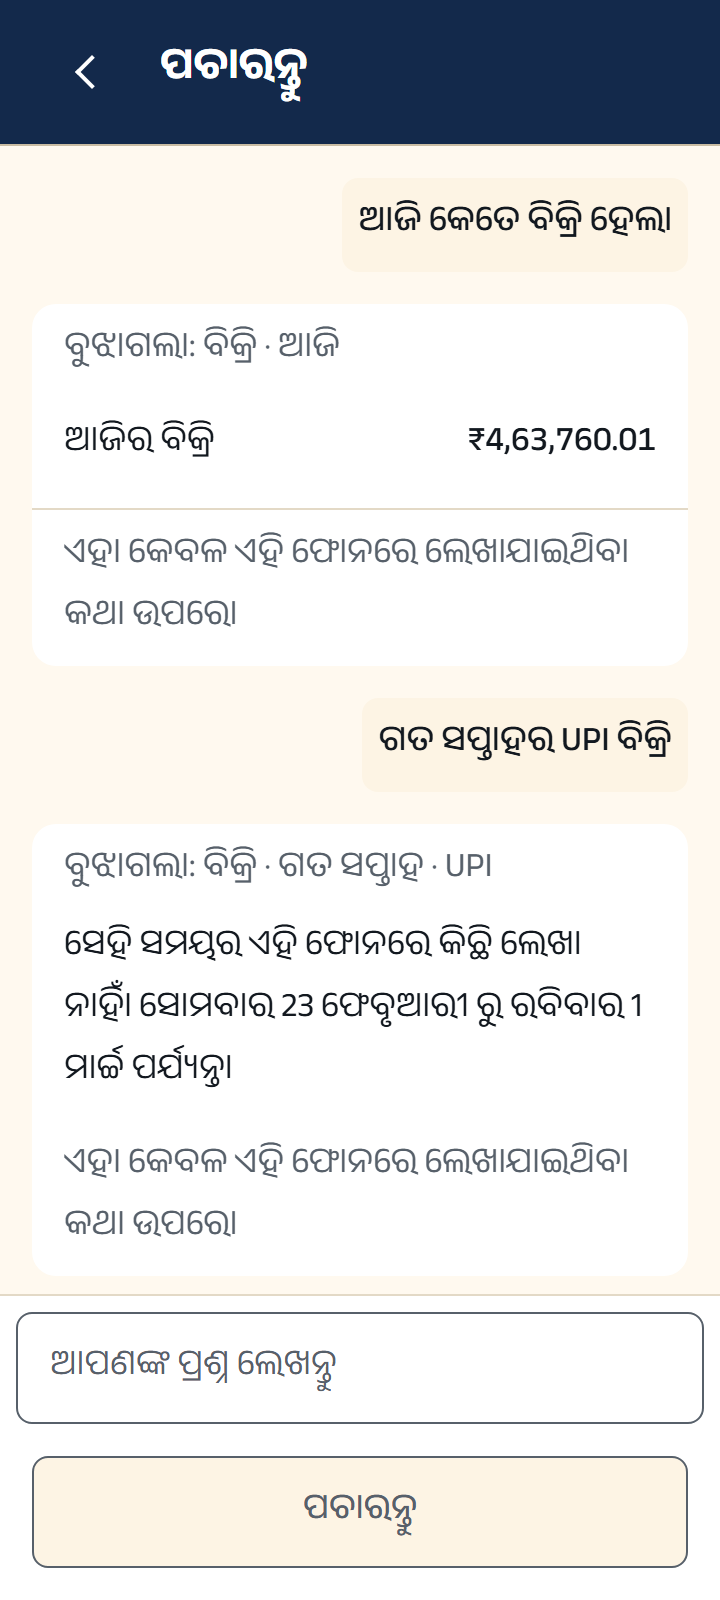 ପଚାରନ୍ତୁ
ଆଜି କେତେ ବିକ୍ରି ହେଲା
ବୁଝାଗଲା: ବିକ୍ରି · ଆଜି
ଆଜିର ବିକ୍ରି ₹4,63,760.01
ଏହା କେବଳ ଏହି ଫୋନରେ ଲେଖାଯାଇଥିବା
କଥା ଉପରେ।
ଗତ ସପ୍ତାହର UPI ବିକ୍ରି
ବୁଝାଗଲା: ବିକ୍ରି · ଗତ ସପ୍ତାହ · UPI
ସେହି ସମୟର ଏହି ଫୋନରେ କିଛି ଲେଖା
ନାହିଁ। ସୋମବାର 23 ଫେବୃଆରୀ ରୁ ରବିବାର 1
ମାର୍ଚ୍ଚ ପର୍ଯ୍ୟନ୍ତ।
ଏହା କେବଳ ଏହି ଫୋନରେ ଲେଖାଯାଇଥିବା
କଥା ଉପରେ।
ଆପଣଙ୍କ ପ୍ରଶ୍ନ ଲେଖନ୍ତୁ
ପଚାରନ୍ତୁ